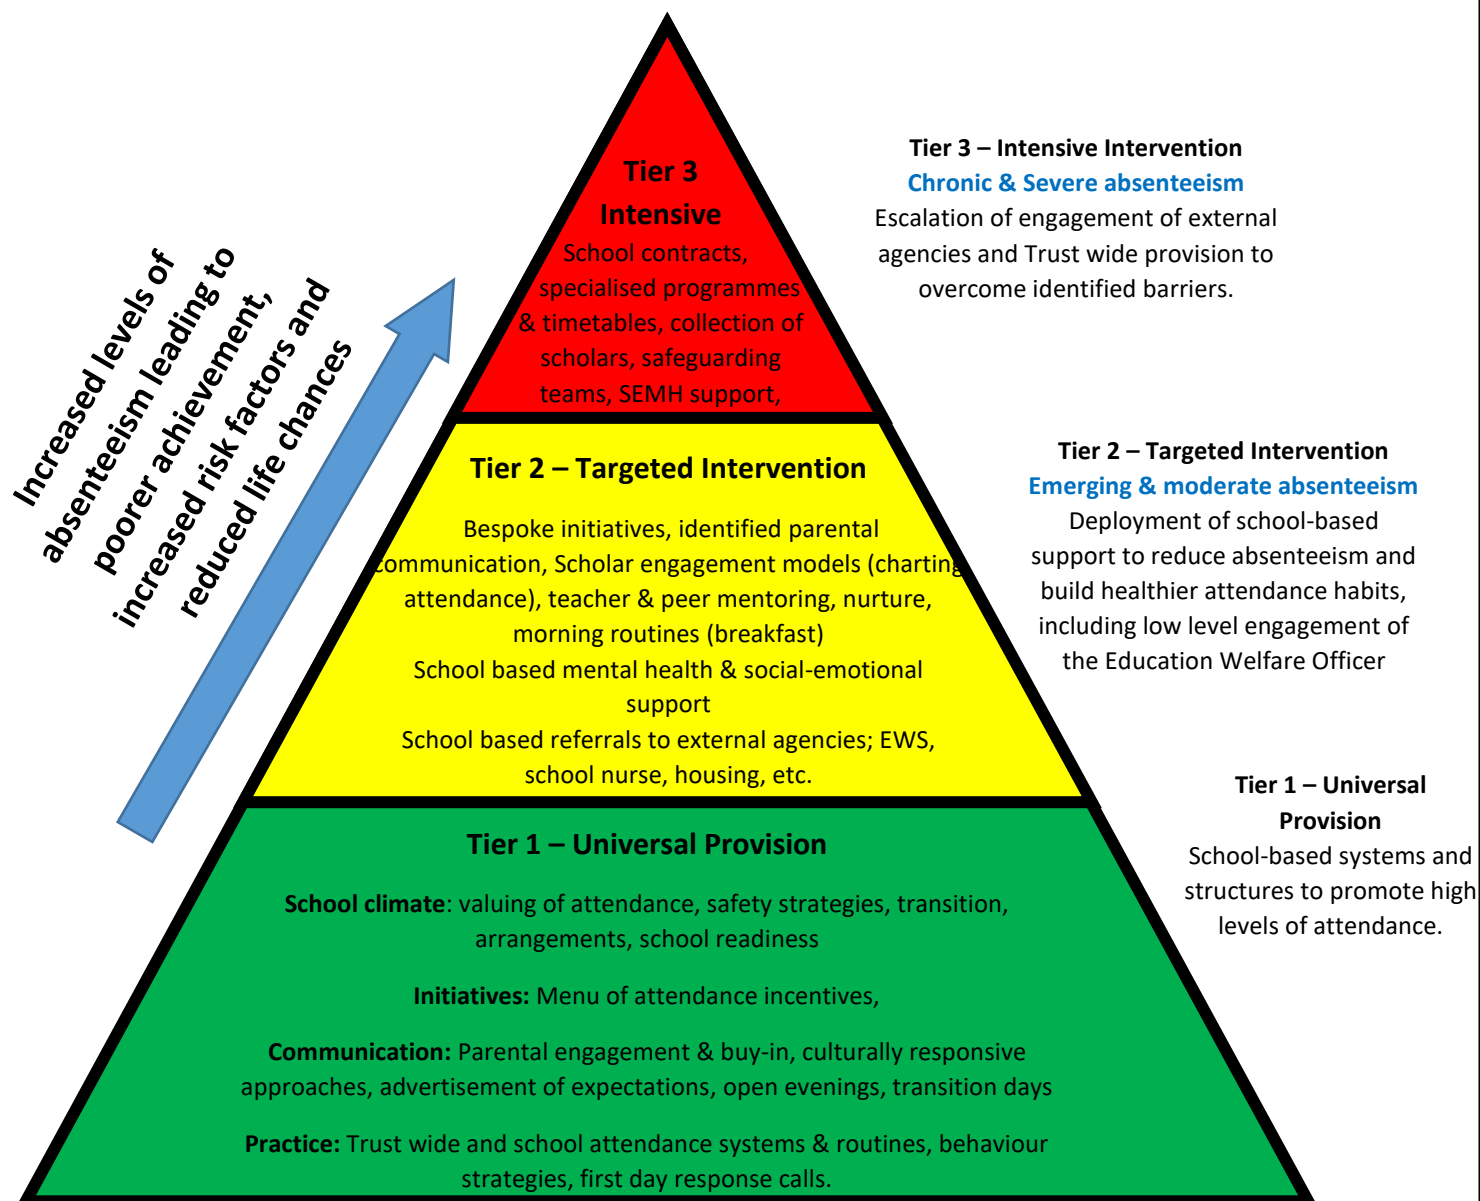 Increased levels of
absenteeism leading to
poorer achievement,
increased risk factors and
reduced life chances
Tier 3
Intensive
School contracts,
specialised programmes
& timetables, collection of
scholars, safeguarding
teams, SEMH support,
Tier 3 – Intensive Intervention
Chronic & Severe absenteeism
Escalation of engagement of external
agencies and Trust wide provision to
overcome identified barriers.
Tier 2 – Targeted Intervention
Bespoke initiatives, identified parental
communication, Scholar engagement models (charting
attendance), teacher & peer mentoring, nurture,
morning routines (breakfast)
School based mental health & social-emotional
support
School based referrals to external agencies; EWS,
school nurse, housing, etc.
Tier 2 – Targeted Intervention
Emerging & moderate absenteeism
Deployment of school-based
support to reduce absenteeism and
build healthier attendance habits,
including low level engagement of
the Education Welfare Officer
Tier 1 – Universal Provision
School climate: valuing of attendance, safety strategies, transition,
arrangements, school readiness
Initiatives: Menu of attendance incentives,
Communication: Parental engagement & buy-in, culturally responsive
approaches, advertisement of expectations, open evenings, transition days
Practice: Trust wide and school attendance systems & routines, behaviour
strategies, first day response calls.
Tier 1 – Universal
Provision
School-based systems and
structures to promote high
levels of attendance.